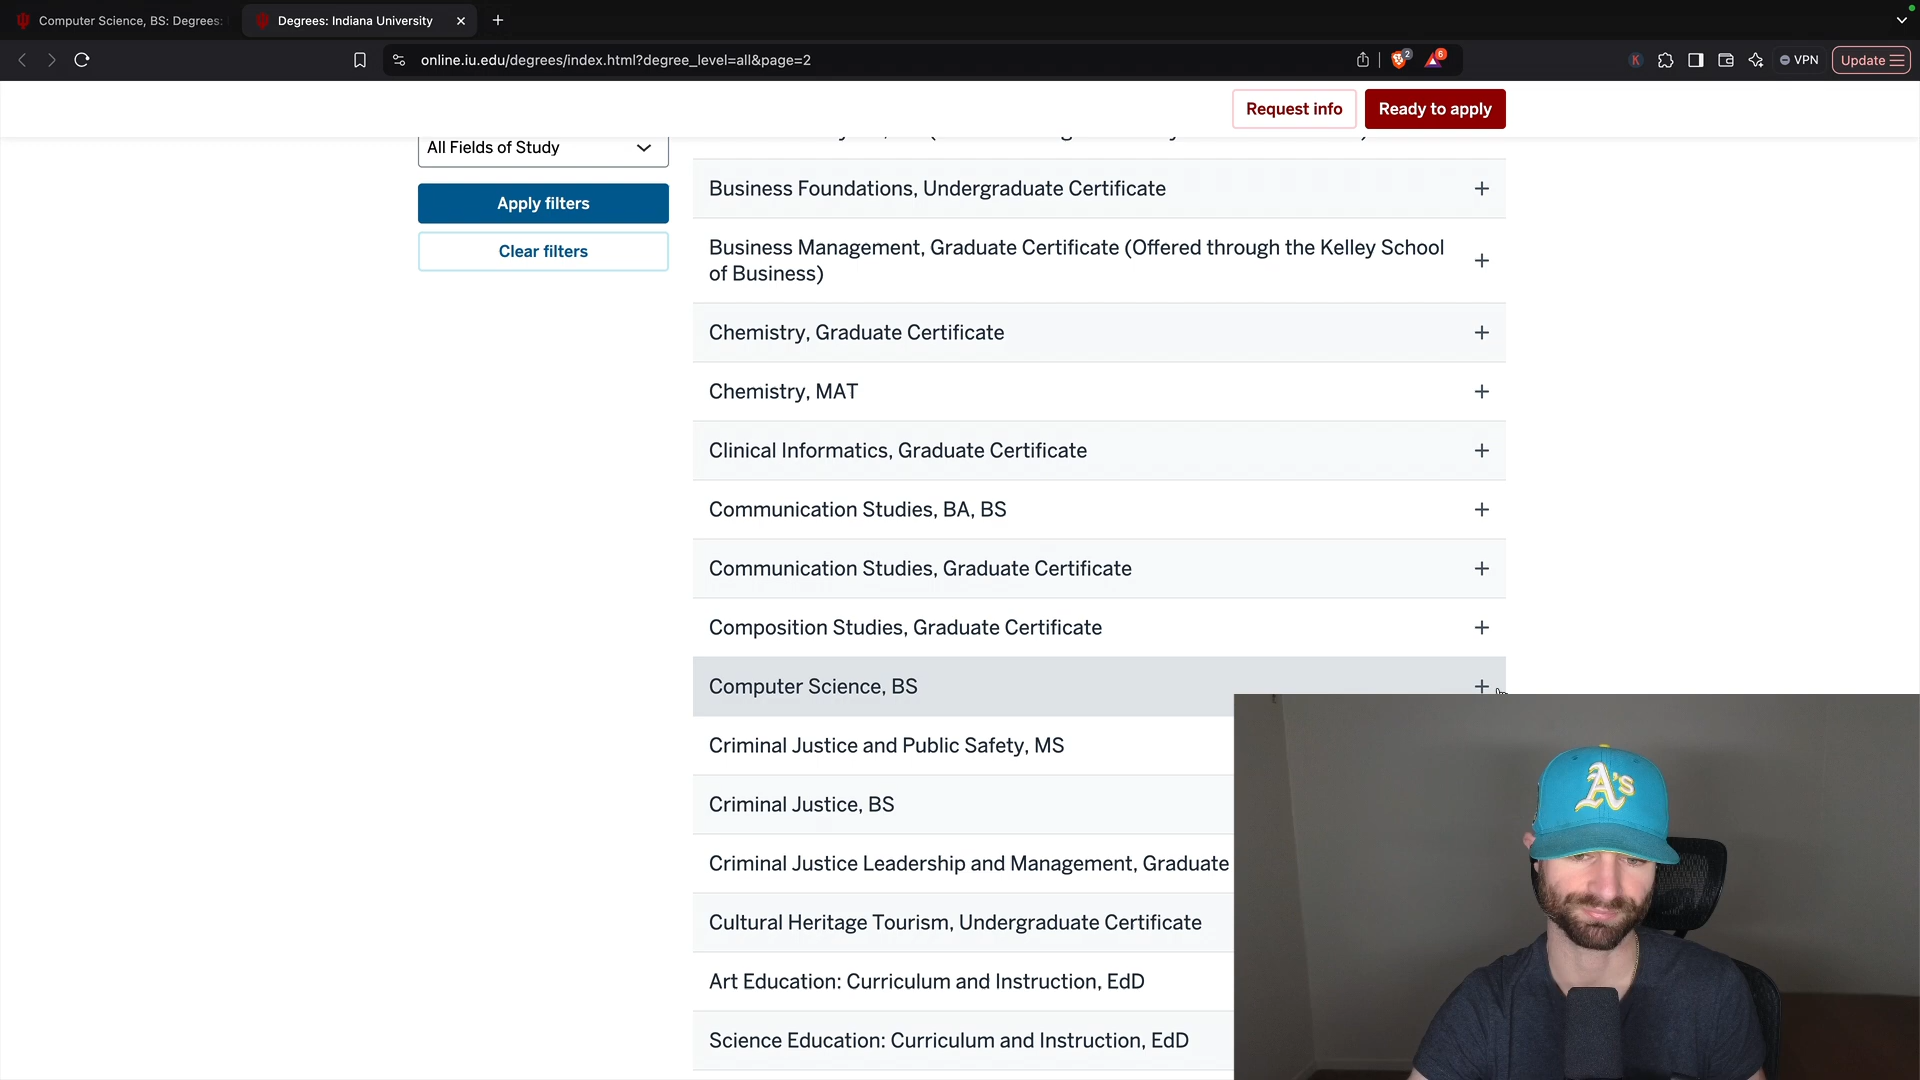 Computer Science, BS: Degrees:
Degrees: Indiana University
online.iu.edu/degrees/index.html?degree_level=all&page=2
2
6
K
VPN
Update
Request info
Ready to apply
All Fields of Study
Apply filters
Clear filters
Business Foundations, Undergraduate Certificate
Business Management, Graduate Certificate (Offered through the Kelley School
of Business)
Chemistry, Graduate Certificate
Chemistry, MAT
Clinical Informatics, Graduate Certificate
Communication Studies, BA, BS
Communication Studies, Graduate Certificate
Composition Studies, Graduate Certificate
Computer Science, BS
Criminal Justice and Public Safety, MS
Criminal Justice, BS
Criminal Justice Leadership and Management, Graduate
Cultural Heritage Tourism, Undergraduate Certificate
Art Education: Curriculum and Instruction, EdD
Science Education: Curriculum and Instruction, EdD
A's